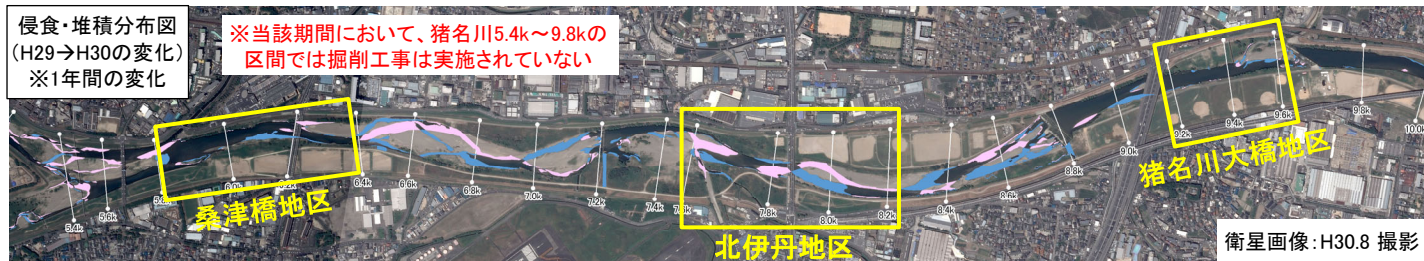 侵食・堆積分布図
(H29→H30の変化)
※1年間の変化
※当該期間において、猪名川5.4k～9.8kの
区間では掘削工事は実施されていない
5.4k
5.6k
6.0k
6.2k
6.4k
6.6k
6.8k
7.0k
7.2k
7.4k
7.8k
8.0k
8.2k
8.4k
8.6k
8.8k
9.0k
9.2k
9.4k
9.6k
9.8k
10.0k
桑津橋地区
北伊丹地区
猪名川大橋地区
衛星画像:H30.8 撮影